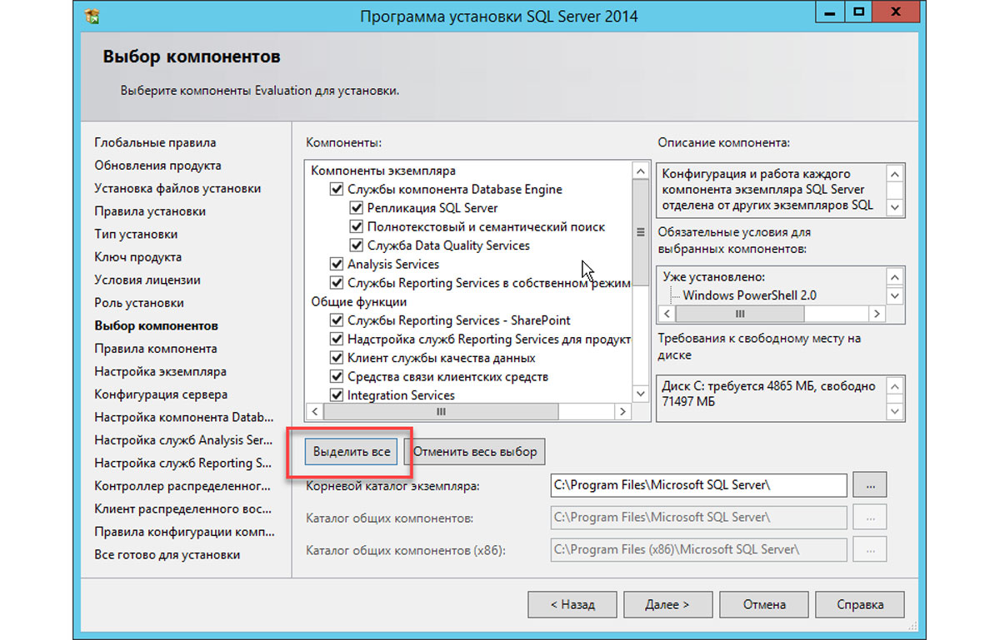 Программа установки SQL Server 2014
Выбор компонентов
Выберите компоненты Evaluation для установки.
Глобальные правила
Обновления продукта
Установка файлов установки
Правила установки
Тип установки
Ключ продукта
Условия лицензии
Роль установки
Выбор компонентов
Правила компонента
Настройка экземпляра
Конфигурация сервера
Настройка компонента Datab...
Настройка служб Analysis Ser...
Настройка служб Reporting S...
Контроллер распределенног...
Клиент распределенного вос...
Правила конфигурации комп...
Все готово для установки
Компоненты:
Компоненты экземпляра
Службы компонента Database Engine
Репликация SQL Server
Полнотекстовый и семантический поиск
Служба Data Quality Services
Analysis Services
Службы Reporting Services в собственном режим
Общие функции
Службы Reporting Services - SharePoint
Надстройка служб Reporting Services для продукт
Клиент службы качества данных
Средства связи клиентских средств
Integration Services
Выделить все
Отменить весь выбор
Описание компонента:
Конфигурация и работа каждого
компонента экземпляра SQL Server
отделена от других экземпляров SQL
Обязательные условия для
выбранных компонентов:
Уже установлено:
Windows PowerShell 2.0
Требования к свободному месту на
диске
Диск C: требуется 4865 МБ, свободно
71497 МБ
Корневой каталог экземпляра:
C:\Program Files\Microsoft SQL Server\
...
Каталог общих компонентов:
C:\Program Files\Microsoft SQL Server\
...
Каталог общих компонентов (x86):
C:\Program Files (x86)\Microsoft SQL Server\
...
< Назад
Далее >
Отмена
Справка